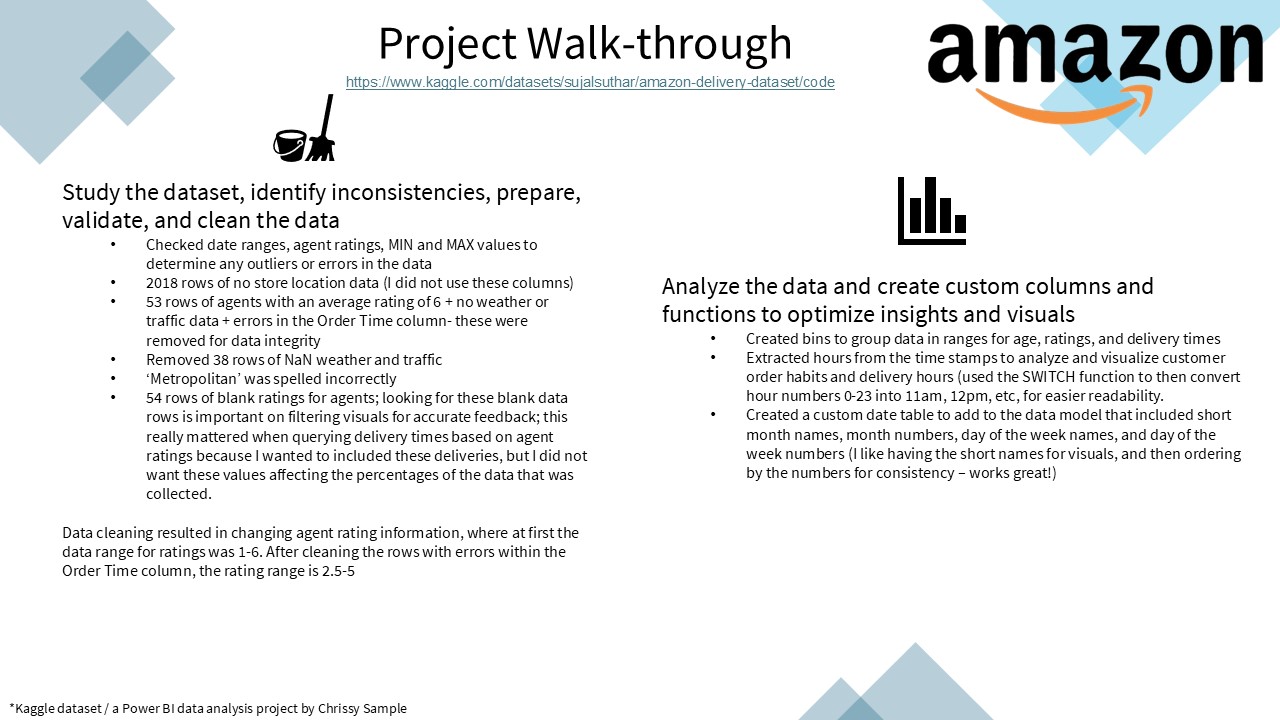 Project Walk-through
amazon
https://www.kaggle.com/datasets/sujalsuthar/amazon-delivery-dataset/code
Study the dataset, identify inconsistencies, prepare,
validate, and clean the data
• Checked date ranges, agent ratings, MIN and MAX values to
determine any outliers or errors in the data
• 2018 rows of no store location data (I did not use these columns)
• 53 rows of agents with an average rating of 6 + no weather or
traffic data + errors in the Order Time column- these were
removed for data integrity
• Removed 38 rows of NaN weather and traffic
• ‘Metropolitan’ was spelled incorrectly
• 54 rows of blank ratings for agents; looking for these blank data
rows is important on filtering visuals for accurate feedback; this
really mattered when querying delivery times based on agent
ratings because I wanted to included these deliveries, but I did not
want these values affecting the percentages of the data that was
collected.
Data cleaning resulted in changing agent rating information, where at first the
data range for ratings was 1-6. After cleaning the rows with errors within the
Order Time column, the rating range is 2.5-5
Analyze the data and create custom columns and
functions to optimize insights and visuals
• Created bins to group data in ranges for age, ratings, and delivery times
• Extracted hours from the time stamps to analyze and visualize customer
order habits and delivery hours (used the SWITCH function to then convert
hour numbers 0-23 into 11am, 12pm, etc, for easier readability.
• Created a custom date table to add to the data model that included short
month names, month numbers, day of the week names, and day of the
week numbers (I like having the short names for visuals, and then ordering
by the numbers for consistency – works great!)
*Kaggle dataset / a Power BI data analysis project by Chrissy Sample